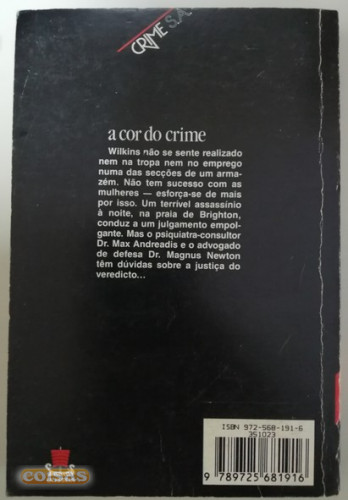 CRIME S.A.
a cor do crime
Wilkins não se sente realizado
nem na tropa nem no emprego
numa das secções de um arma-
zém. Não tem sucesso com as
mulheres — esforça-se de mais
por isso. Um terrível assassínio
à noite, na praia de Brighton,
conduz a um julgamento empol-
gante. Mas o psiquiatra-consultor
Dr. Max Andreadis e o advogado
de defesa Dr. Magnus Newton
têm dúvidas sobre a justiça do
veredicto...
ISBN 972-568-191-6
351023
9 789725 681916
coisas